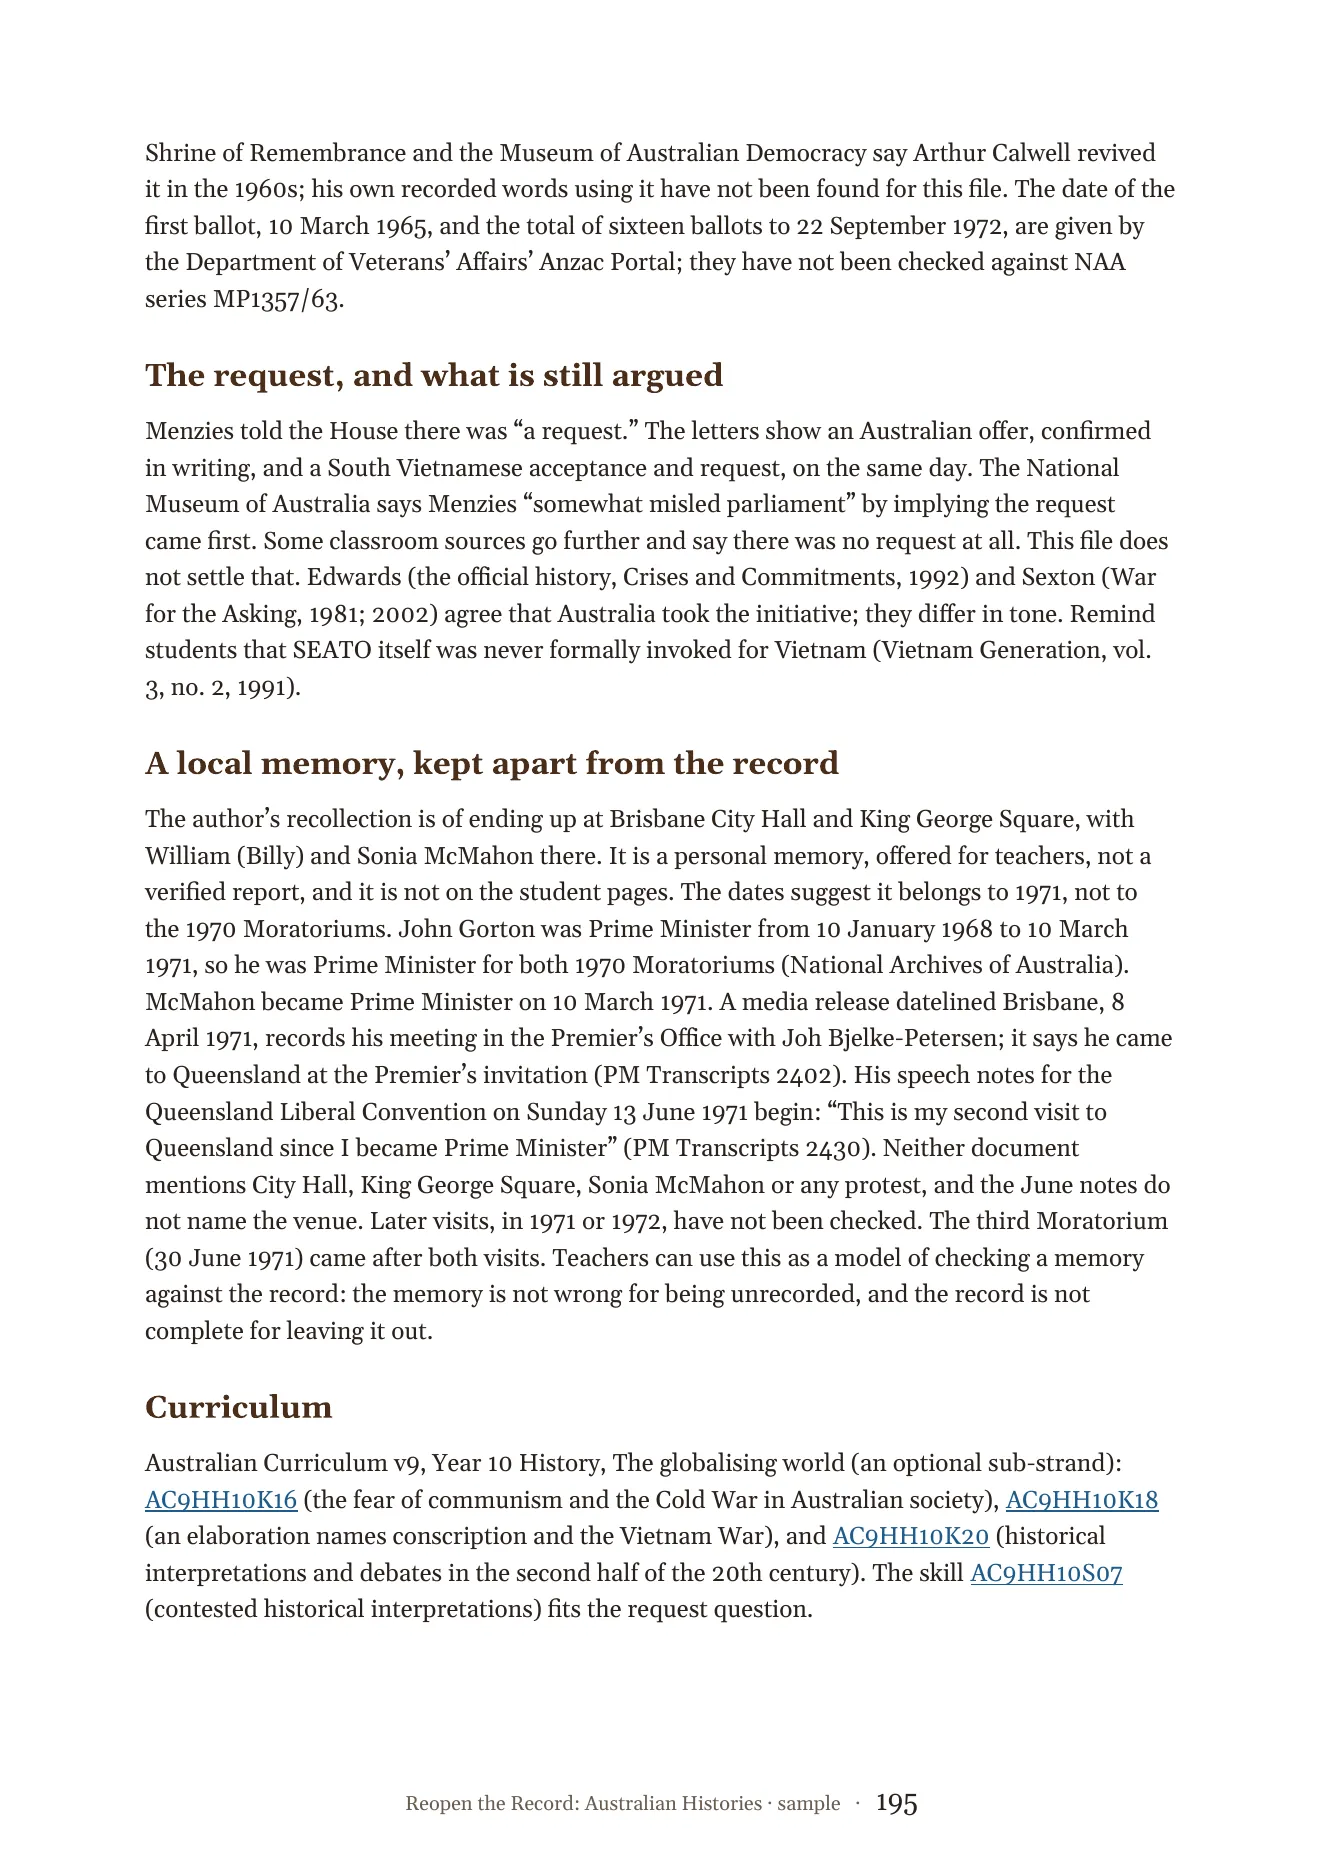 Shrine of Remembrance and the Museum of Australian Democracy say Arthur Calwell revived
it in the 1960s; his own recorded words using it have not been found for this file. The date of the
first ballot, 10 March 1965, and the total of sixteen ballots to 22 September 1972, are given by
the Department of Veterans’ Affairs’ Anzac Portal; they have not been checked against NAA
series MP1357/63.
The request, and what is still argued
Menzies told the House there was “a request.” The letters show an Australian offer, confirmed
in writing, and a South Vietnamese acceptance and request, on the same day. The National
Museum of Australia says Menzies “somewhat misled parliament” by implying the request
came first. Some classroom sources go further and say there was no request at all. This file does
not settle that. Edwards (the official history, Crises and Commitments, 1992) and Sexton (War
for the Asking, 1981; 2002) agree that Australia took the initiative; they differ in tone. Remind
students that SEATO itself was never formally invoked for Vietnam (Vietnam Generation, vol.
3, no. 2, 1991).
A local memory, kept apart from the record
The author’s recollection is of ending up at Brisbane City Hall and King George Square, with
William (Billy) and Sonia McMahon there. It is a personal memory, offered for teachers, not a
verified report, and it is not on the student pages. The dates suggest it belongs to 1971, not to
the 1970 Moratoriums. John Gorton was Prime Minister from 10 January 1968 to 10 March
1971, so he was Prime Minister for both 1970 Moratoriums (National Archives of Australia).
McMahon became Prime Minister on 10 March 1971. A media release datelined Brisbane, 8
April 1971, records his meeting in the Premier’s Office with Joh Bjelke-Petersen; it says he came
to Queensland at the Premier’s invitation (PM Transcripts 2402). His speech notes for the
Queensland Liberal Convention on Sunday 13 June 1971 begin: “This is my second visit to
Queensland since I became Prime Minister” (PM Transcripts 2430). Neither document
mentions City Hall, King George Square, Sonia McMahon or any protest, and the June notes do
not name the venue. Later visits, in 1971 or 1972, have not been checked. The third Moratorium
(30 June 1971) came after both visits. Teachers can use this as a model of checking a memory
against the record: the memory is not wrong for being unrecorded, and the record is not
complete for leaving it out.
Curriculum
Australian Curriculum v9, Year 10 History, The globalising world (an optional sub-strand):
AC9HH10K16 (the fear of communism and the Cold War in Australian society), AC9HH10K18
(an elaboration names conscription and the Vietnam War), and AC9HH10K20 (historical
interpretations and debates in the second half of the 20th century). The skill AC9HH10S07
(contested historical interpretations) fits the request question.
Reopen the Record: Australian Histories · sample · 195